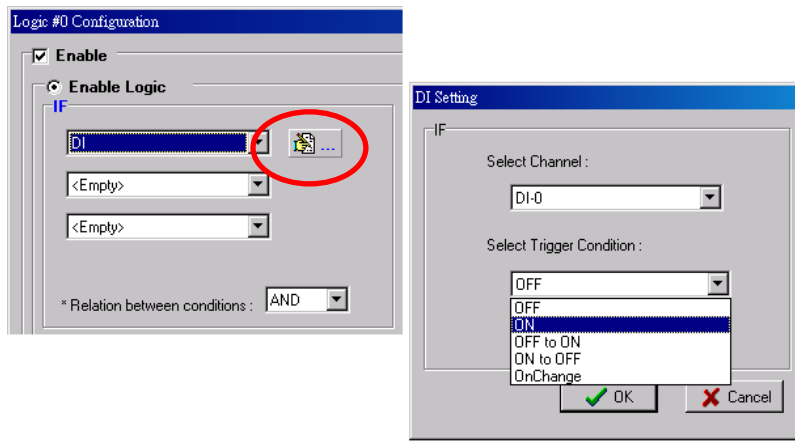 Logic #0 Configuration
Enable
Enable Logic
IF
DI
...
<Empty>
<Empty>
* Relation between conditions : AND
DI Setting
IF
Select Channel :
DI-0
Select Trigger Condition :
OFF
OFF
ON
OFF to ON
ON to OFF
OnChange
OK Cancel